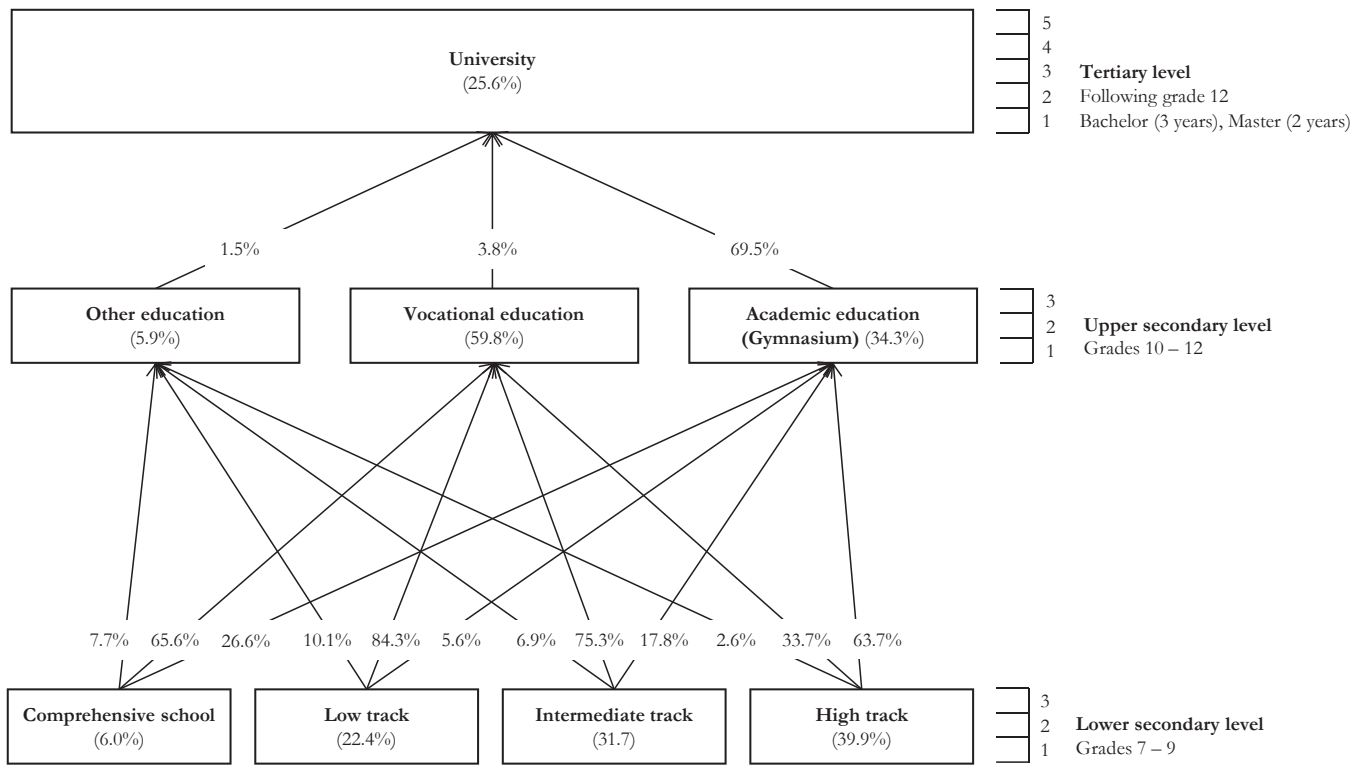 University
(25.6%)
5
4
3
2
1
Tertiary level
Following grade 12
Bachelor (3 years), Master (2 years)
1.5% 3.8% 69.5%
Other education
(5.9%)
Vocational education
(59.8%)
Academic education
(Gymnasium) (34.3%)
3
2
1
Upper secondary level
Grades 10 – 12
7.7% 65.6% 26.6% 10.1% 84.3% 5.6% 6.9% 75.3% 17.8% 2.6% 33.7% 63.7%
Comprehensive school
(6.0%)
Low track
(22.4%)
Intermediate track
(31.7)
High track
(39.9%)
3
2
1
Lower secondary level
Grades 7 – 9